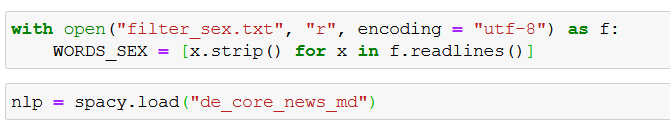 with open("filter_sex.txt", "r", encoding = "utf-8") as f:
    WORDS_SEX = [x.strip() for x in f.readlines()]
nlp = spacy.load("de_core_news_md")